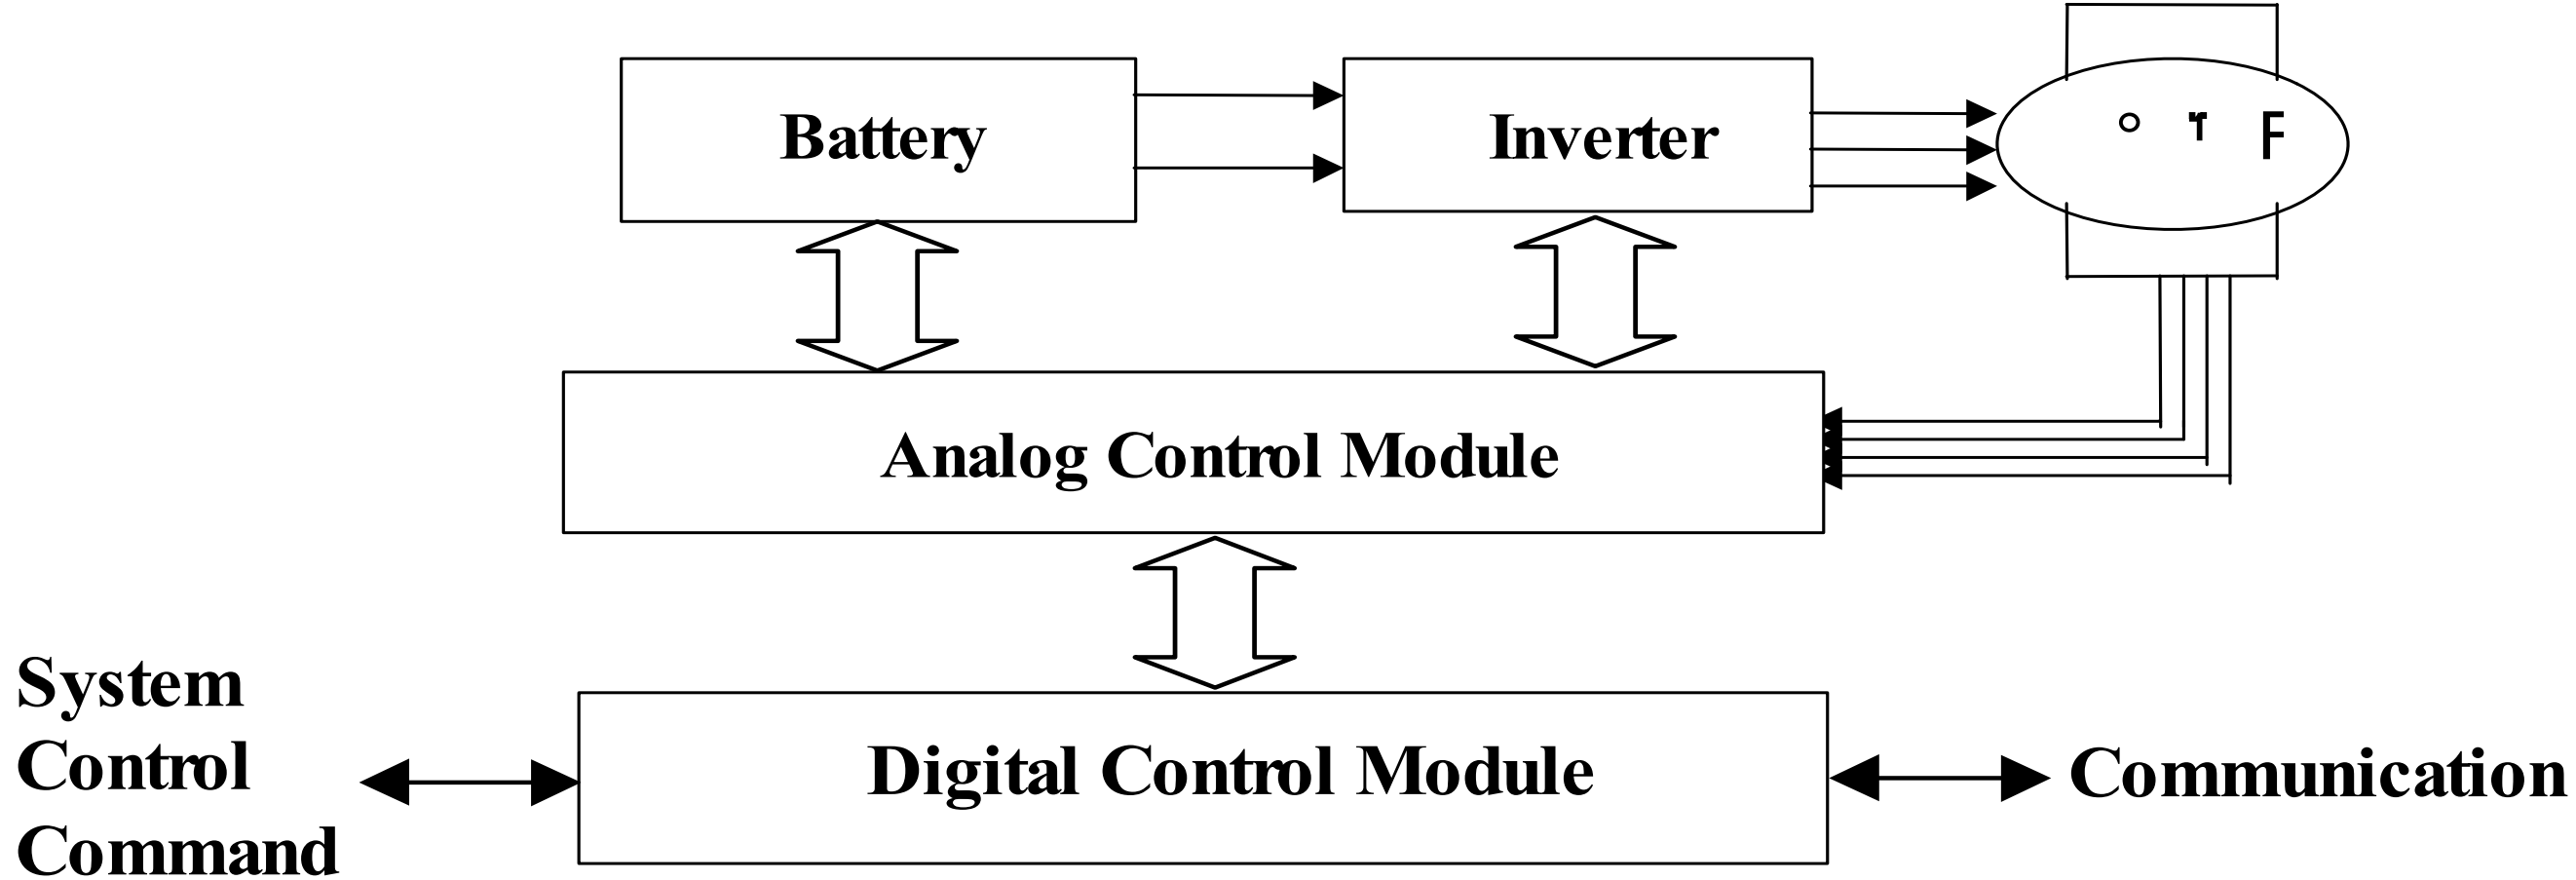 Battery
Inverter
Analog Control Module
System
Control
Command
Digital Control Module
Communication